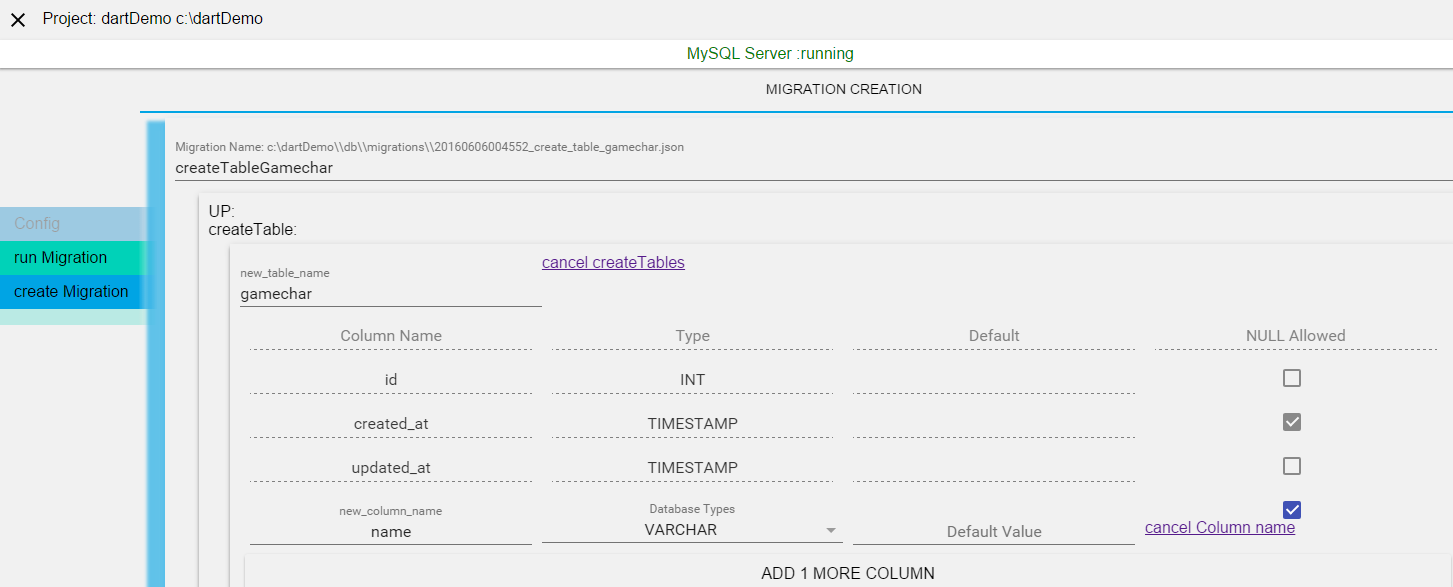 Project: dartDemo c:\dartDemo
MySQL Server :running
MIGRATION CREATION
Migration Name: c:\dartDemo\\db\\migrations\\20160606004552_create_table_gamechar.json
createTableGamechar
Config
run Migration
create Migration
UP:
createTable:
cancel createTables
new_table_name
gamechar
Column Name Type Default NULL Allowed
id INT
created_at TIMESTAMP
updated_at TIMESTAMP
new_column_name Database Types
name VARCHAR Default Value cancel Column name
ADD 1 MORE COLUMN